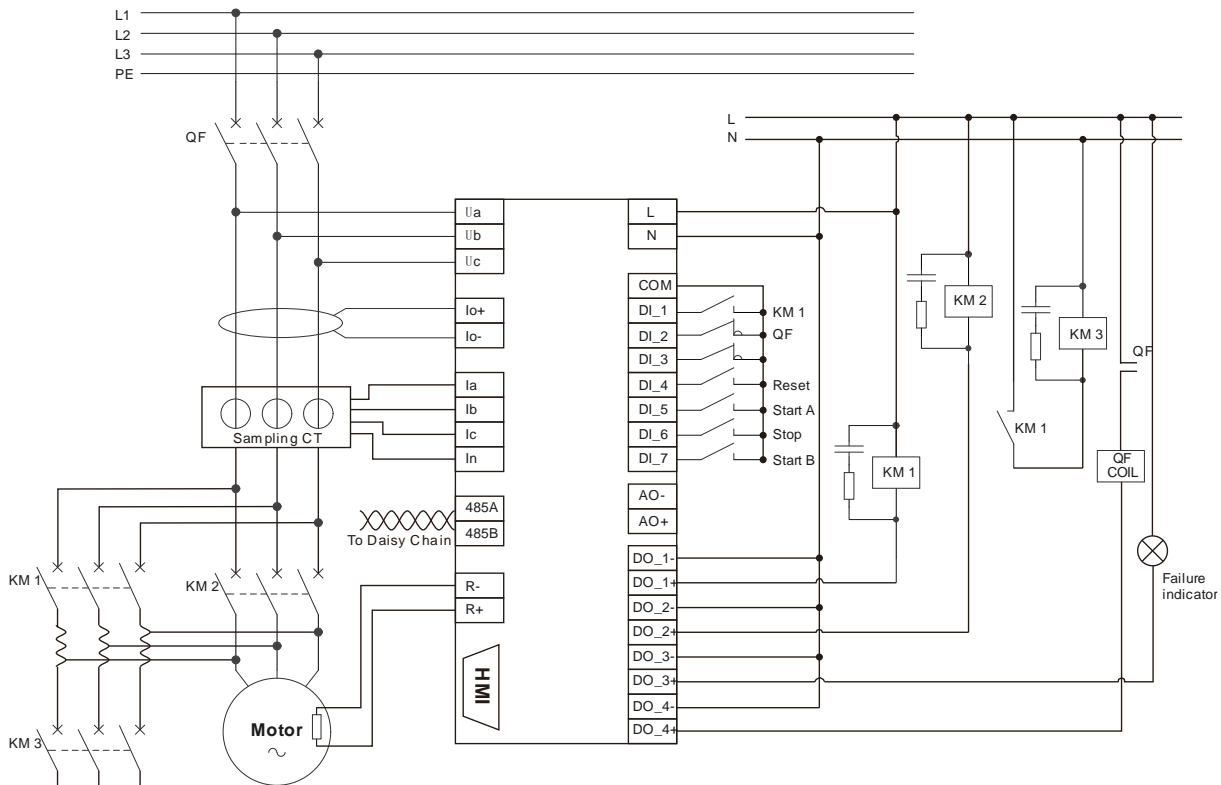 L1
L2
L3
PE
QF
L
N
Ua
Ub
Uc
Io+
Io-
Ia
Ib
Ic
In
Sampling CT
485A
485B
To Daisy Chain
R-
R+
HMI
L
N
COM
DI_1
DI_2
DI_3
DI_4
DI_5
DI_6
DI_7
KM 1
QF
Reset
Start A
Stop
Start B
AO-
AO+
DO_1-
DO_1+
DO_2-
DO_2+
DO_3-
DO_3+
DO_4-
DO_4+
KM 1
KM 2
KM 1
KM 3
QF
QF
COIL
Failure
indicator
KM 1
KM 2
Motor
~
KM 3